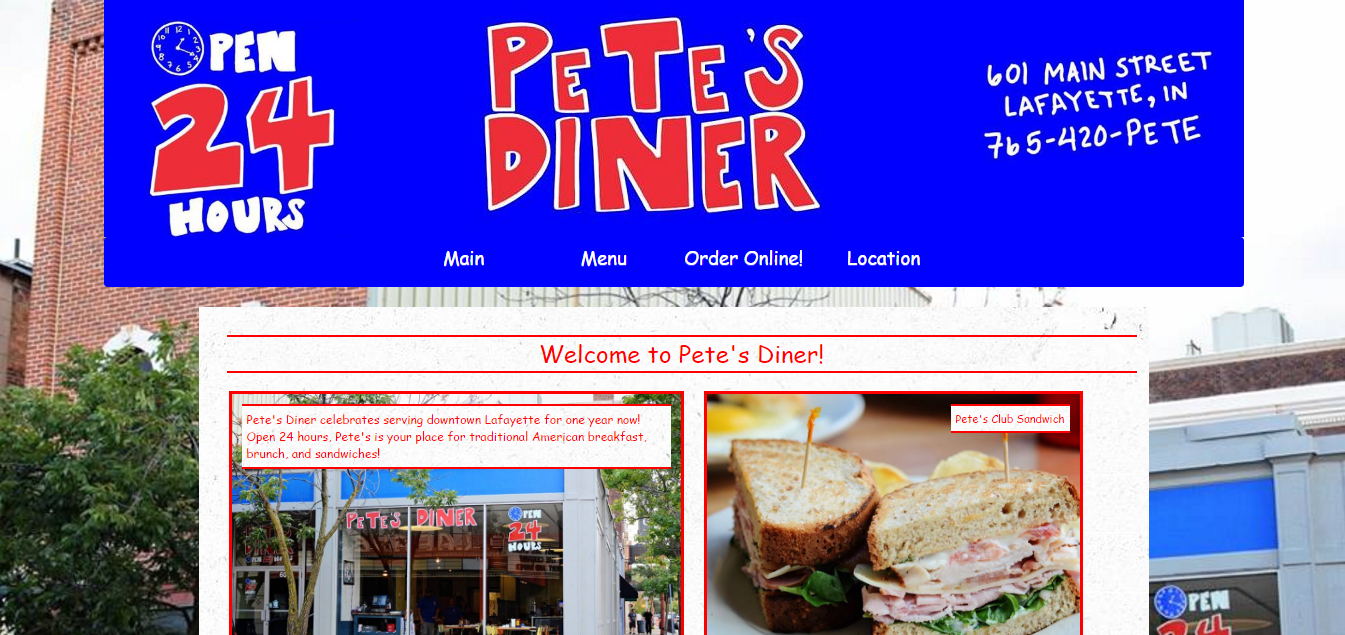 OPEN
24
HOURS
PETE'S
DINER
601 MAIN STREET
LAFAYETTE, IN
765-420-PETE
Main Menu Order Online! Location
Welcome to Pete's Diner!
Pete's Diner celebrates serving downtown Lafayette for one year now!
Open 24 hours, Pete's is your place for traditional American breakfast,
brunch, and sandwiches!
Pete's Club Sandwich
PETE'S DINER
OPEN
24
HOURS
OPEN
24